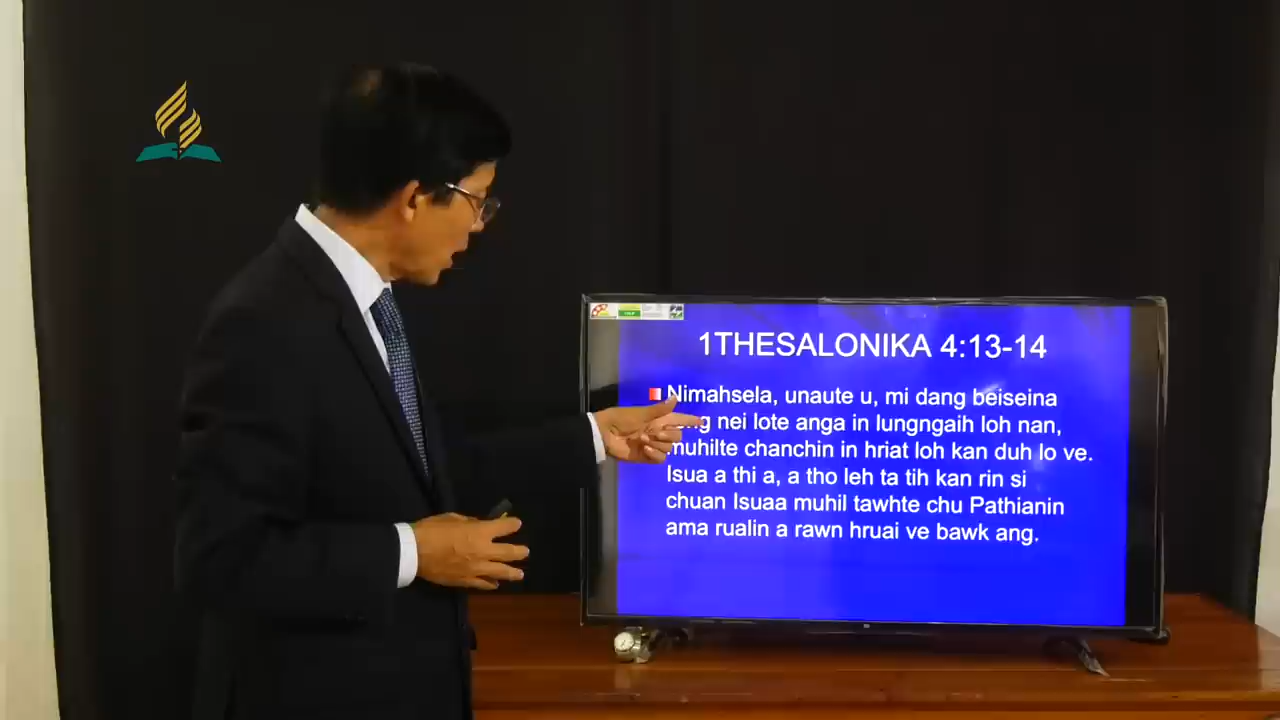 1THESALONIKA 4:13-14
Nimahsela, unaute u, mi dang beiseina
nei lote anga in lungngaih loh nan,
muhilte chanchin in hriat loh kan duh lo ve.
Isua a thi a, a tho leh ta tih kan rin si
chuan Isuaa muhil tawhte chu Pathianin
ama rualin a rawn hruai ve bawk ang.